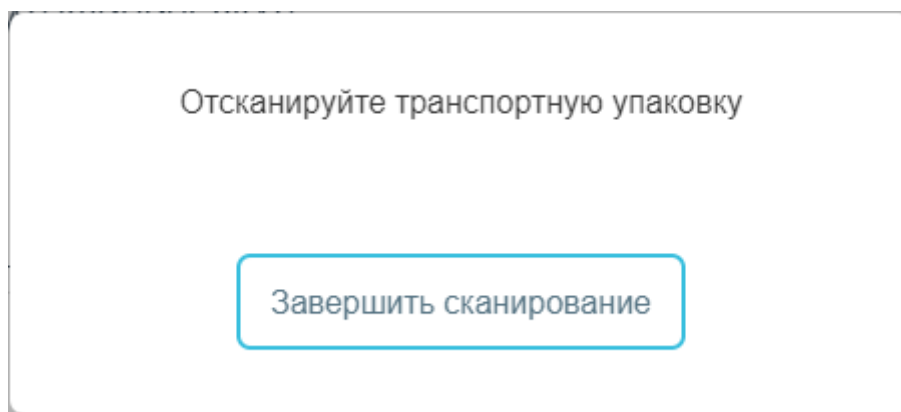 Отсканируйте транспортную упаковку
Завершить сканирование